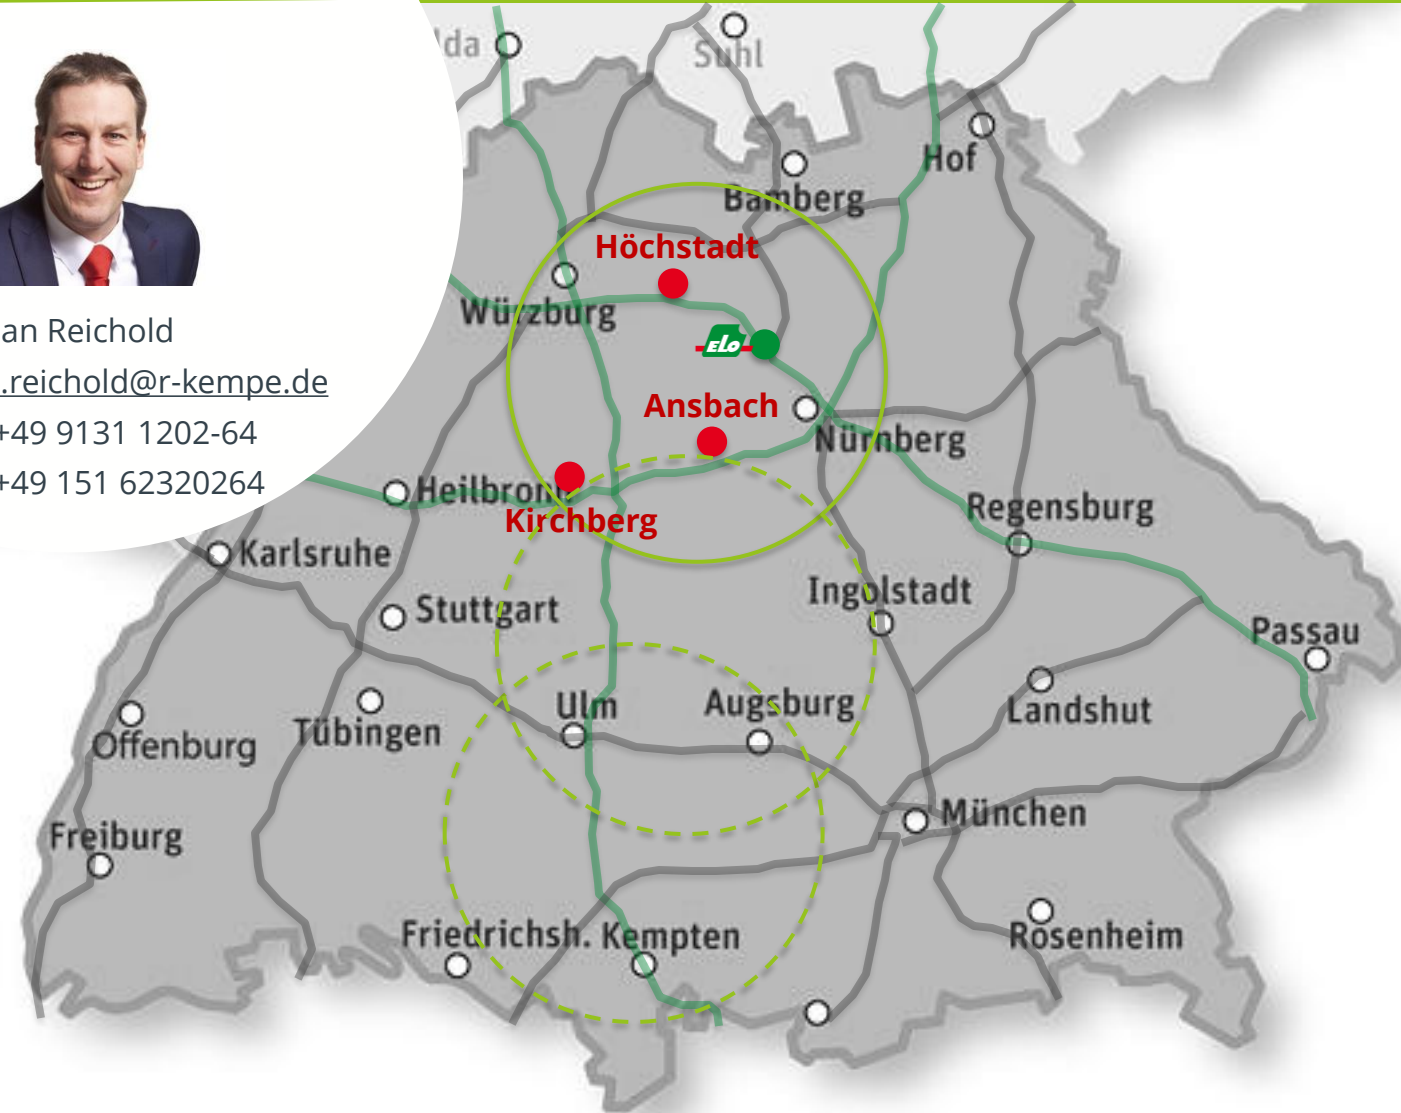 lda
Suhl
Hof
Bamberg
Höchstadt
Würzburg
ELO
an Reichold
.reichold@r-kempe.de
+49 9131 1202-64
+49 151 62320264
Ansbach
Nürnberg
Heilbronn
Kirchberg
Regensburg
Karlsruhe
Ingolstadt
Stuttgart
Passau
Ulm
Augsburg
Landshut
Tübingen
Offenburg
München
Freiburg
Friedrichsh.
Kempten
Rosenheim